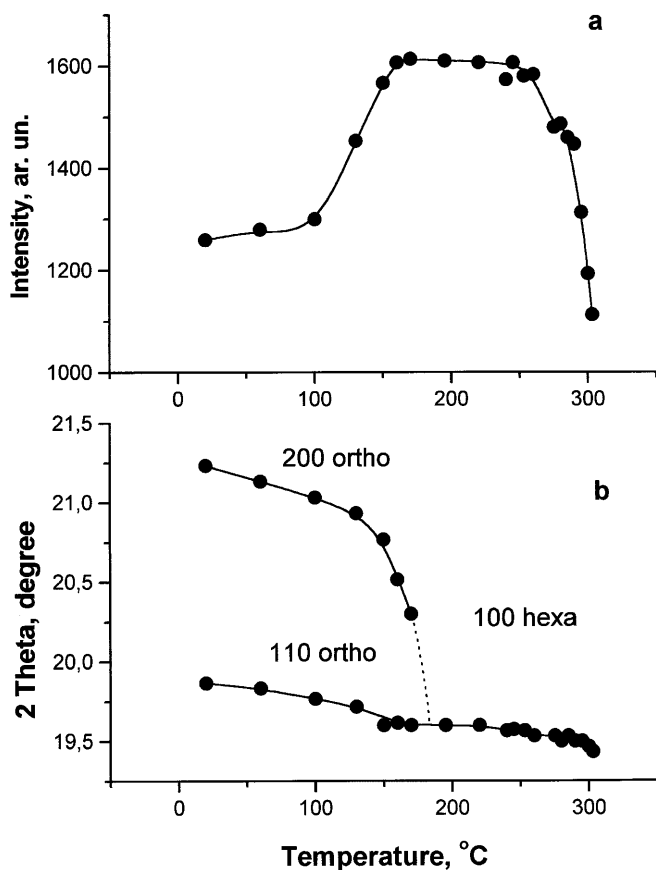 a
Intensity, ar. un.
1600
1400
1200
1000
0
100
200
300
b
2 Theta, degree
21,5
21,0
20,5
20,0
19,5
200 ortho
110 ortho
100 hexa
0
100
200
300
Temperature, °C